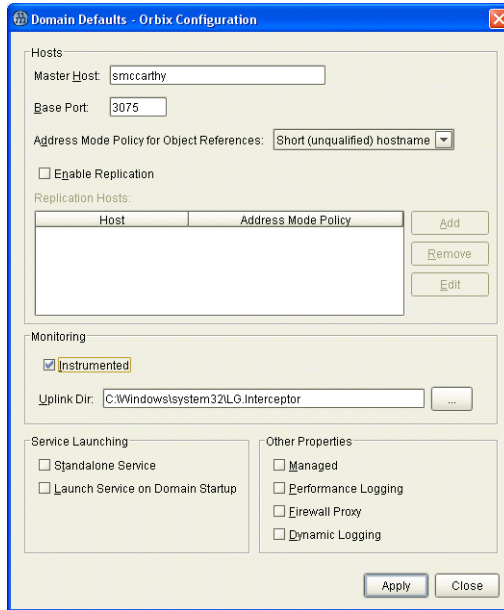 Domain Defaults - Orbix Configuration
Hosts
Master Host: smccarthy
Base Port: 3075
Address Mode Policy for Object References: Short (unqualified) hostname
Enable Replication
Replication Hosts:
Host Address Mode Policy
Add
Remove
Edit
Monitoring
Instrumented
Uplink Dir: C:\Windows\system32\LG.Interceptor ...
Service Launching
Standalone Service
Launch Service on Domain Startup
Other Properties
Managed
Performance Logging
Firewall Proxy
Dynamic Logging
Apply Close